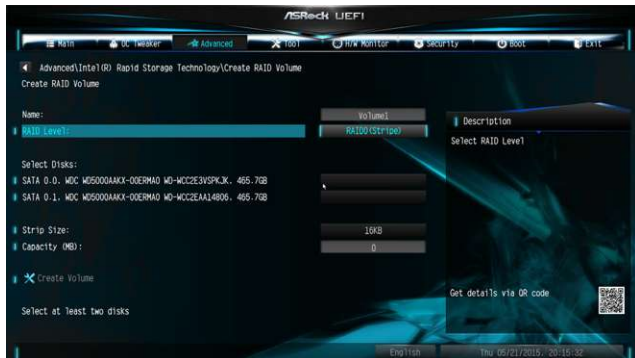 ASRock UEFI
Main OC Tweaker Advanced Tool H/W Monitor Security Boot Exit
Advanced\Intel(R) Rapid Storage Technology\Create RAID Volume
Create RAID Volume
Name: Volume1
RAID Level: RAID0(Stripe)
Select Disks:
SATA 0.0, WDC WD5000AAKX-00ERMA0 WD-WCC2E3VSPKJK, 465.7GB
SATA 0.1, WDC WD5000AAKX-00ERMA0 WD-WCC2EAA14806, 465.7GB
Strip Size: 16KB
Capacity (MB): 0
Create Volume
Select at least two disks
Description
Select RAID Level
Get details via QR code
English Thu 05/21/2015, 20:15:32